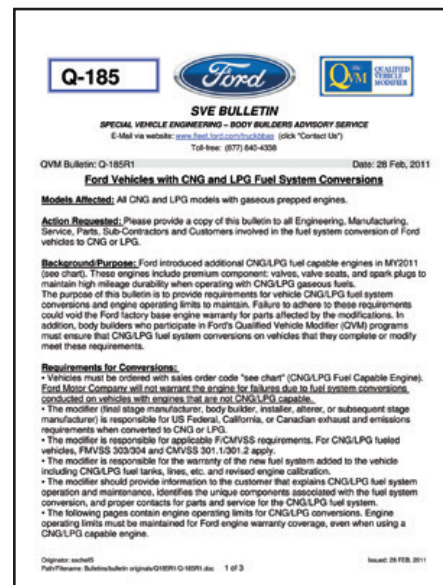 Q-185
Ford
The
QVM
QUALIFIED
VEHICLE
MODIFIER
SVE BULLETIN
SPECIAL VEHICLE ENGINEERING – BODY BUILDERS ADVISORY SERVICE
E-Mail via website: www.fleet.ford.com/truckbbas (click "Contact Us")
Toll-free: (877) 840-4338
QVM Bulletin: Q-185R1 Date: 28 Feb, 2011
Ford Vehicles with CNG and LPG Fuel System Conversions
Models Affected: All CNG and LPG models with gaseous prepped engines.
Action Requested: Please provide a copy of this bulletin to all Engineering, Manufacturing,
Service, Parts, Sub-Contractors and Customers involved in the fuel system conversion of Ford
vehicles to CNG or LPG.
Background/Purpose: Ford introduced additional CNG/LPG fuel capable engines in MY2011
(see chart). These engines include premium component: valves, valve seats, and spark plugs to
maintain high mileage durability when operating with CNG/LPG gaseous fuels.
The purpose of this bulletin is to provide requirements for vehicle CNG/LPG fuel system
conversions and engine operating limits to maintain. Failure to adhere to these requirements
could void the Ford factory base engine warranty for parts affected by the modifications. In
addition, body builders who participate in Ford's Qualified Vehicle Modifier (QVM) programs
must ensure that CNG/LPG fuel system conversions on vehicles that they complete or modify
meet these requirements.
Requirements for Conversions:
• Vehicles must be ordered with sales order code "see chart" (CNG/LPG Fuel Capable Engine).
Ford Motor Company will not warrant the engine for failures due to fuel system conversions
conducted on vehicles with engines that are not CNG/LPG capable.
• The modifier (final stage manufacturer, body builder, installer, alterer, or subsequent stage
manufacturer) is responsible for US Federal, California, or Canadian exhaust and emissions
requirements when converted to CNG or LPG.
• The modifier is responsible for applicable F/CMVSS requirements. For CNG/LPG fueled
vehicles, FMVSS 303/304 and CMVSS 301.1/301.2 apply.
• The modifier is responsible for the warranty of the new fuel system added to the vehicle
including CNG/LPG fuel tanks, lines, etc. and revised engine calibration.
• The modifier should provide information to the customer that explains CNG/LPG fuel system
operation and maintenance, identifies the unique components associated with the fuel system
conversion, and proper contacts for parts and service for the CNG/LPG fuel system.
• The following pages contain engine operating limits for CNG/LPG conversions. Engine
operating limits must be maintained for Ford engine warranty coverage, even when using a
CNG/LPG capable engine.
Originator: Issued: 28 FEB, 2011
Path/Filename: Bulletins/bulletin originals/Q185R1/Q-185R1.doc 1 of 3